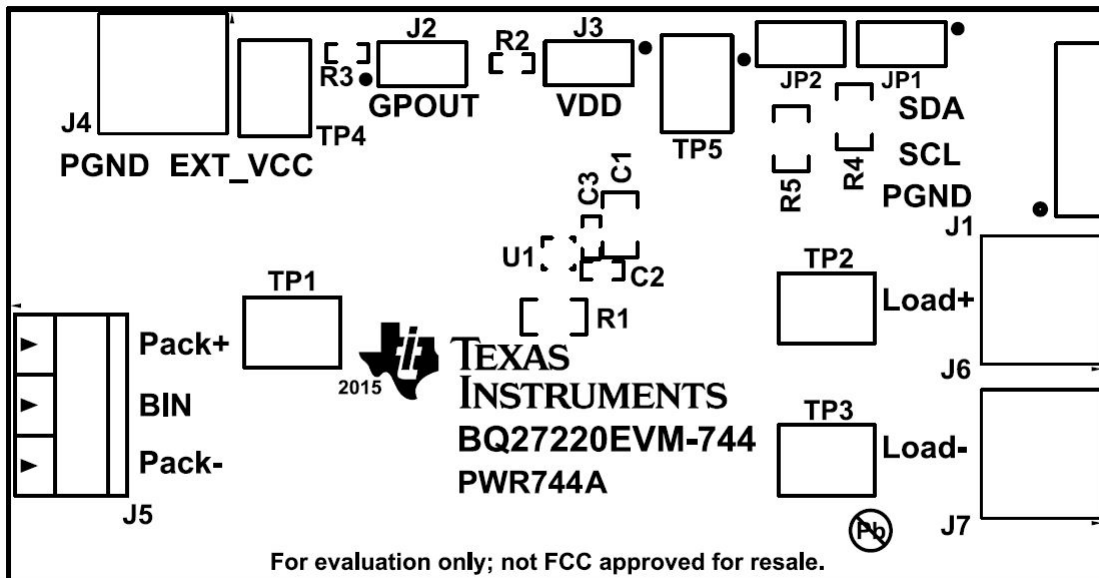 J2
R2
J3
R3
JP2
JP1
GPOUT
VDD
SDA
J4
TP4
TP5
SCL
PGND EXT_VCC
R5
R4
PGND
C3
C1
J1
U1
C2
TP1
TP2
Load+
R1
Pack+
TEXAS
INSTRUMENTS
2015
J6
BIN
TP3
BQ27220EVM-744
Load-
Pack-
PWR744A
J5
J7
Pb
For evaluation only; not FCC approved for resale.